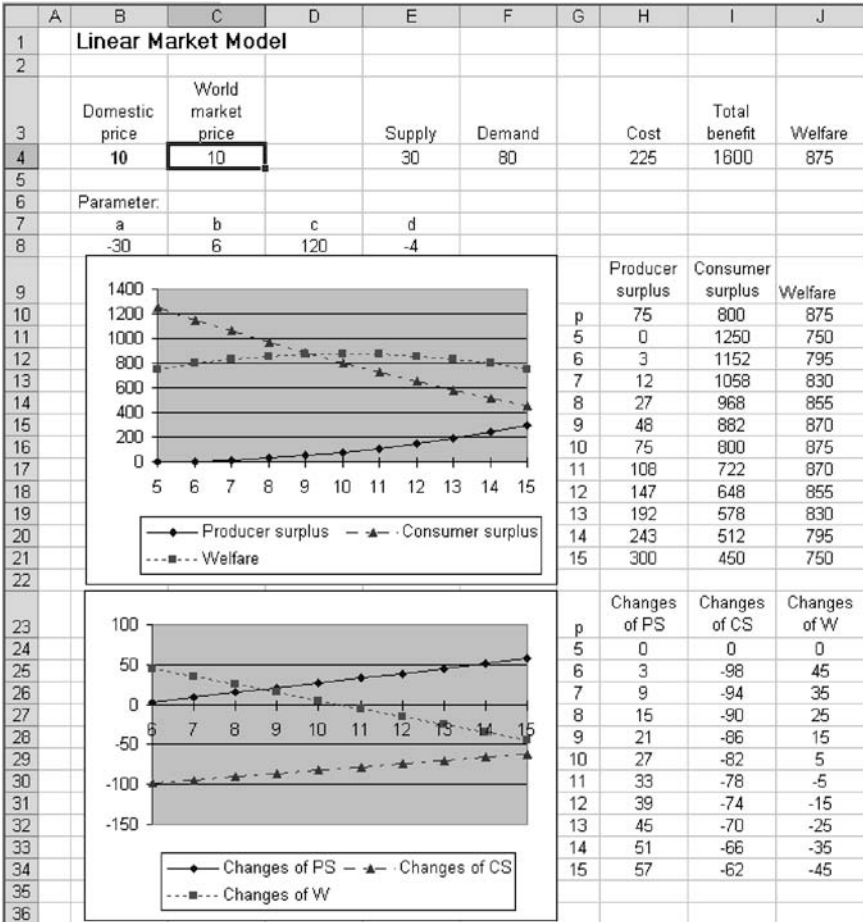 A B C D E F G H I J
1 Linear Market Model
2
World
Domestic market Total
3 price price Supply Demand Cost benefit Welfare
4 10 10 30 80 225 1600 875
5
6 Parameter:
7 a b c d
8 -30 6 120 -4
Producer Consumer
9 surplus surplus Welfare
10 p 75 800 875
11 5 0 1250 750
12 6 3 1152 795
13 7 12 1058 830
14 8 27 968 855
15 9 48 882 870
16 10 75 800 875
17 11 108 722 870
18 12 147 648 855
19 13 192 578 830
20 14 243 512 795
21 15 300 450 750
22
1400
1200
1000
800
600
400
200
0
5 6 7 8 9 10 11 12 13 14 15
Producer surplus Consumer surplus
Welfare
Changes Changes Changes
23 p of PS of CS of W
24 5 0 0 0
25 6 3 -98 45
26 7 9 -94 35
27 8 15 -90 25
28 9 21 -86 15
29 10 27 -82 5
30 11 33 -78 -5
31 12 39 -74 -15
32 13 45 -70 -25
33 14 51 -66 -35
34 15 57 -62 -45
35
36
100
50
0
6 7 8 9 10 11 12 13 14 15
-50
-100
-150
Changes of PS Changes of CS
Changes of W